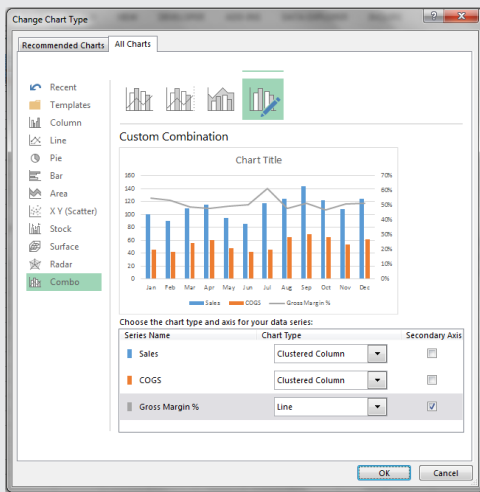 Change Chart Type
Recommended Charts All Charts
Recent
Templates
Column
Line
Pie
Bar
Area
X Y (Scatter)
Stock
Surface
Radar
Combo
Custom Combination
Chart Title
160
140
120
100
80
60
40
20
0
70%
60%
50%
40%
30%
20%
10%
0%
Jan Feb Mar Apr May Jun Jul Aug Sep Oct Nov Dec
Sales COGS Gross Margin %
Choose the chart type and axis for your data series:
Series Name Chart Type Secondary Axis
Sales Clustered Column
COGS Clustered Column
Gross Margin % Line
OK Cancel